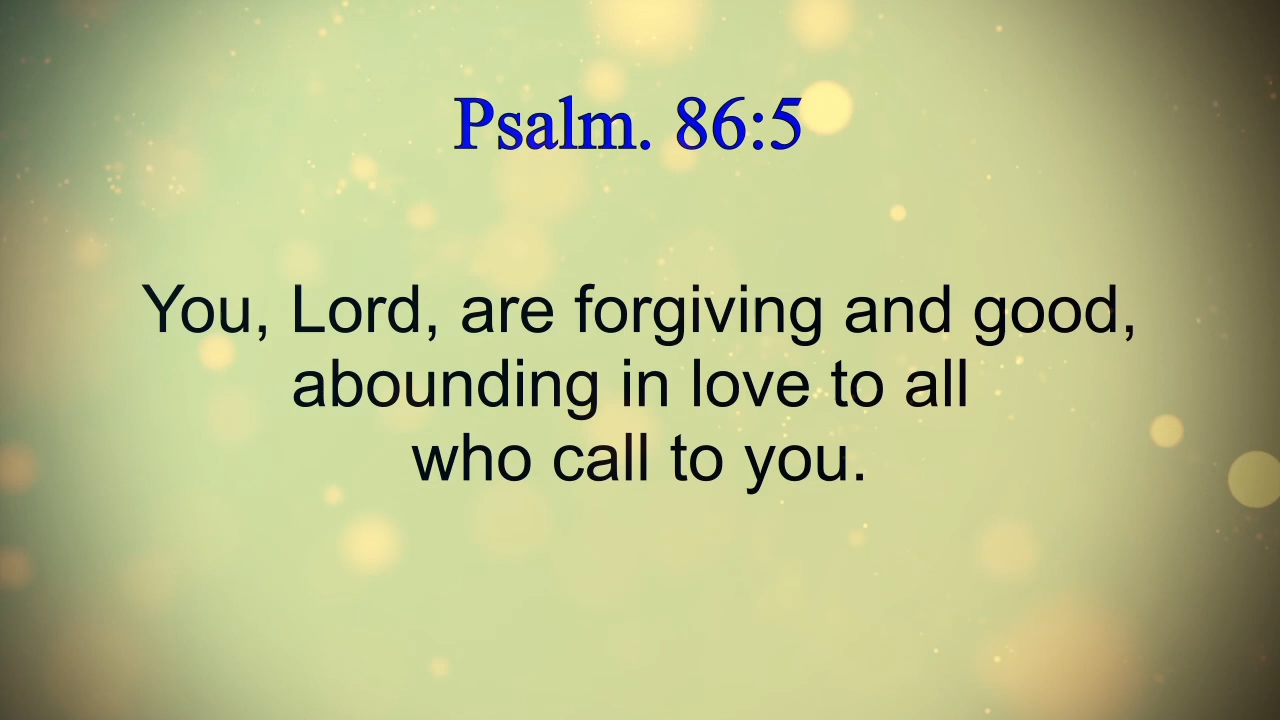 Psalm. 86:5
You, Lord, are forgiving and good,
abounding in love to all
who call to you.